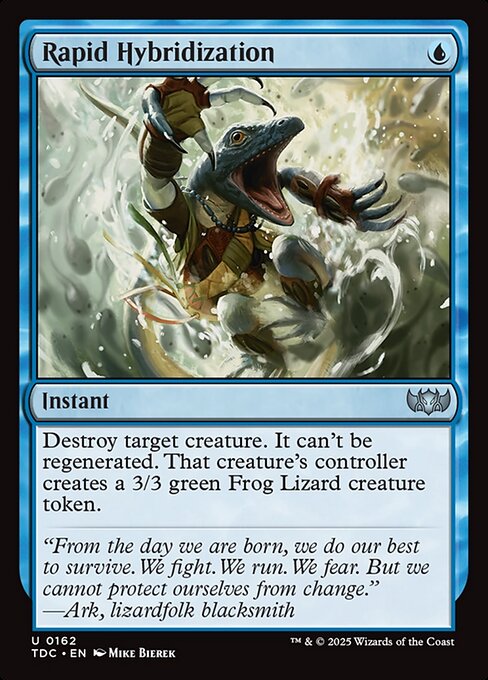 Rapid Hybridization
Instant
Destroy target creature. It can't be
regenerated. That creature's controller
creates a 3/3 green Frog Lizard creature
token.
“From the day we are born, we do our best
to survive. We fight. We run. We fear. But we
cannot protect ourselves from change.”
—Ark, lizardfolk blacksmith
U 0162
TDC • EN Mike Bierek
™ & © 2025 Wizards of the Coast